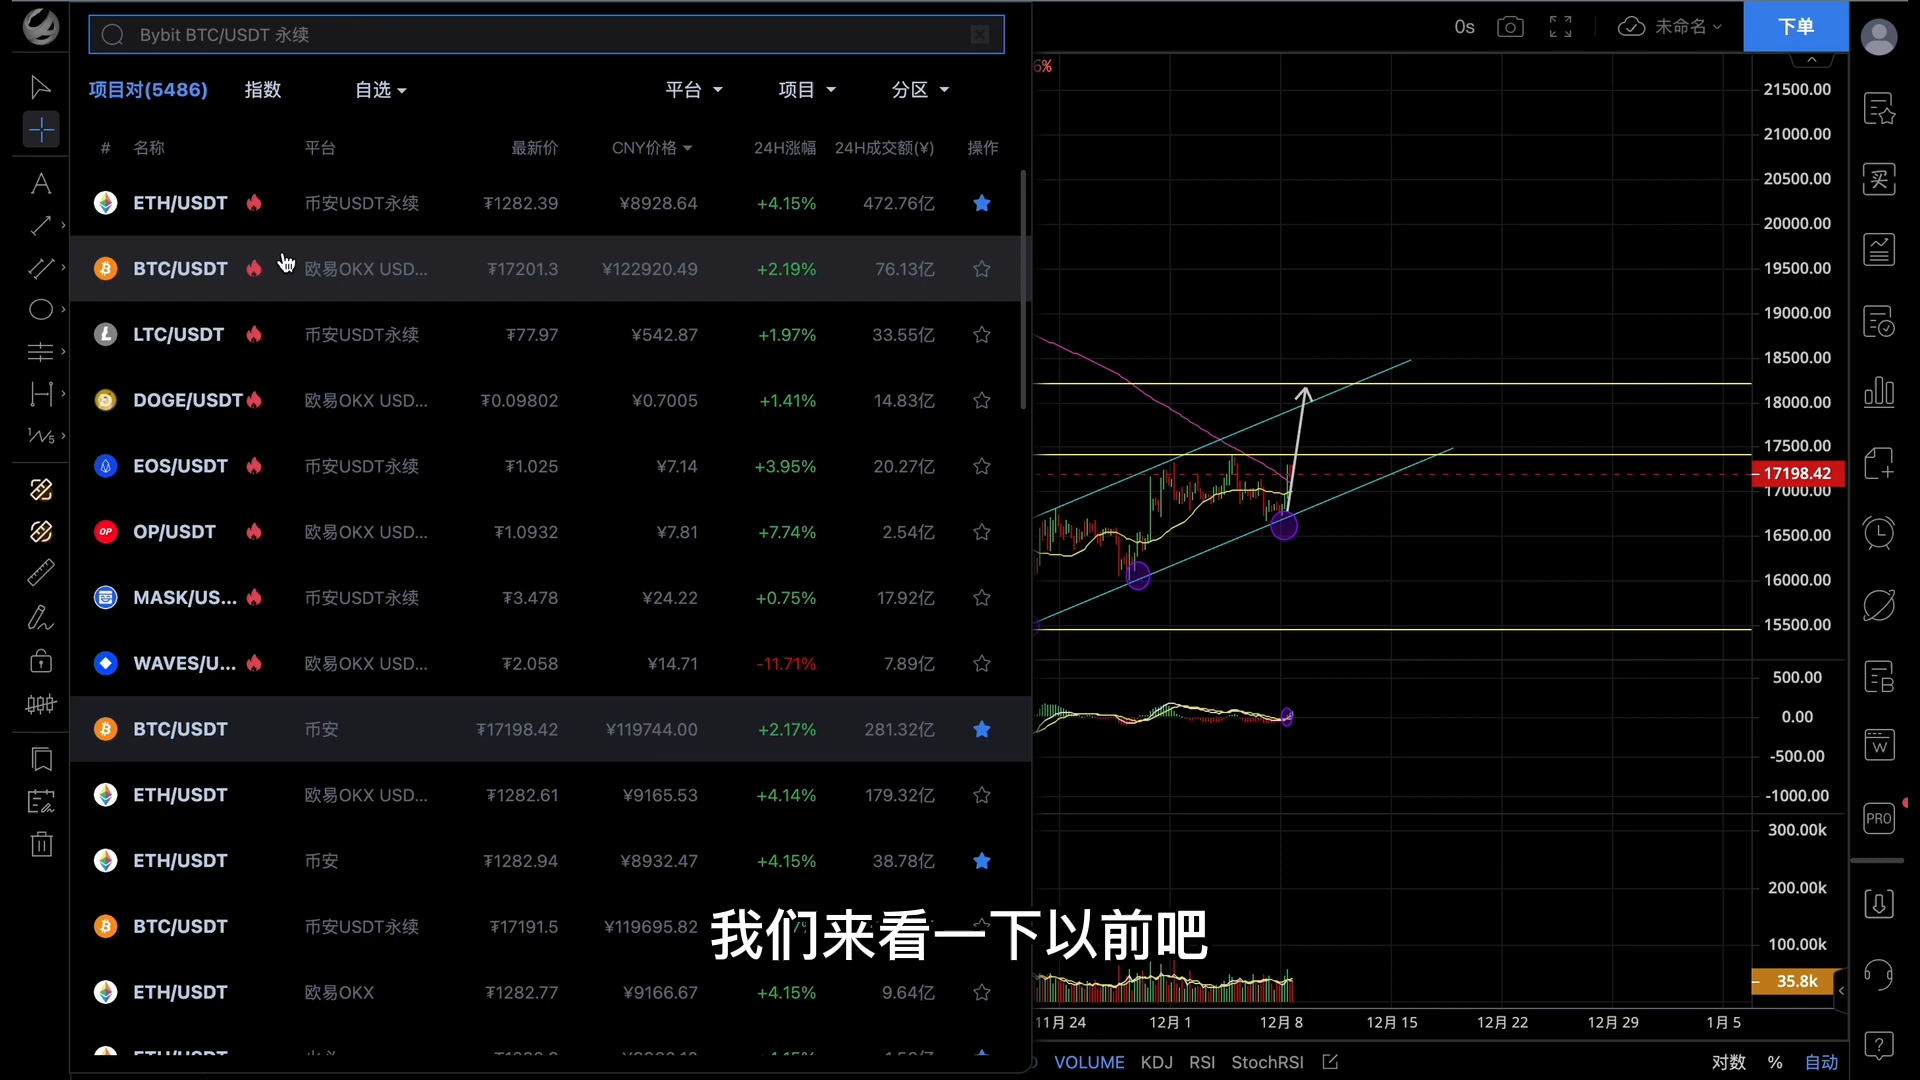 Bybit BTC/USDT 永续
0s
未命名
下单
项目对(5486) 指数 自选 平台 项目 分区
# 名称 平台 最新价 CNY价格 24H涨幅 24H成交额(¥) 操作
ETH/USDT 币安USDT永续 ₮1282.39 ¥8928.64 +4.15% 472.76亿
BTC/USDT 欧易OKX USD... ₮17201.3 ¥122920.49 +2.19% 76.13亿
LTC/USDT 币安USDT永续 ₮77.97 ¥542.87 +1.97% 33.55亿
DOGE/USDT 欧易OKX USD... ₮0.09802 ¥0.7005 +1.41% 14.83亿
EOS/USDT 币安USDT永续 ₮1.025 ¥7.14 +3.95% 20.27亿
OP OP/USDT 欧易OKX USD... ₮1.0932 ¥7.81 +7.74% 2.54亿
MASK/US... 币安USDT永续 ₮3.478 ¥24.22 +0.75% 17.92亿
WAVES/U... 欧易OKX USD... ₮2.058 ¥14.71 -11.71% 7.89亿
BTC/USDT 币安 ₮17198.42 ¥119744.00 +2.17% 281.32亿
ETH/USDT 欧易OKX USD... ₮1282.61 ¥9165.53 +4.14% 179.32亿
ETH/USDT 币安 ₮1282.94 ¥8932.47 +4.15% 38.78亿
BTC/USDT 币安USDT永续 ₮17191.5 ¥119695.82
ETH/USDT 欧易OKX ₮1282.77 ¥9166.67 +4.15% 9.64亿
我们来看一下以前吧
6%
21500.00
21000.00
20500.00
20000.00
19500.00
19000.00
18500.00
18000.00
17500.00
17198.42
17000.00
16500.00
16000.00
15500.00
500.00
0.00
-500.00
-1000.00
300.00k
200.00k
100.00k
35.8k
11月 24 12月 1 12月 8 12月 15 12月 22 12月 29 1月 5
VOLUME KDJ RSI StochRSI
对数 % 自动
买
B
W
PRO